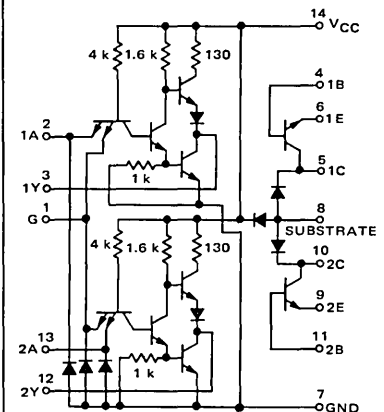 14
VCC
4 k
1.6 k
130
4
1B
6
1E
2
1A
5
1C
3
1Y
1 k
1
G
8
SUBSTRATE
4 k
1.6 k
130
10
2C
9
2E
13
2A
11
2B
12
2Y
1 k
7
GND